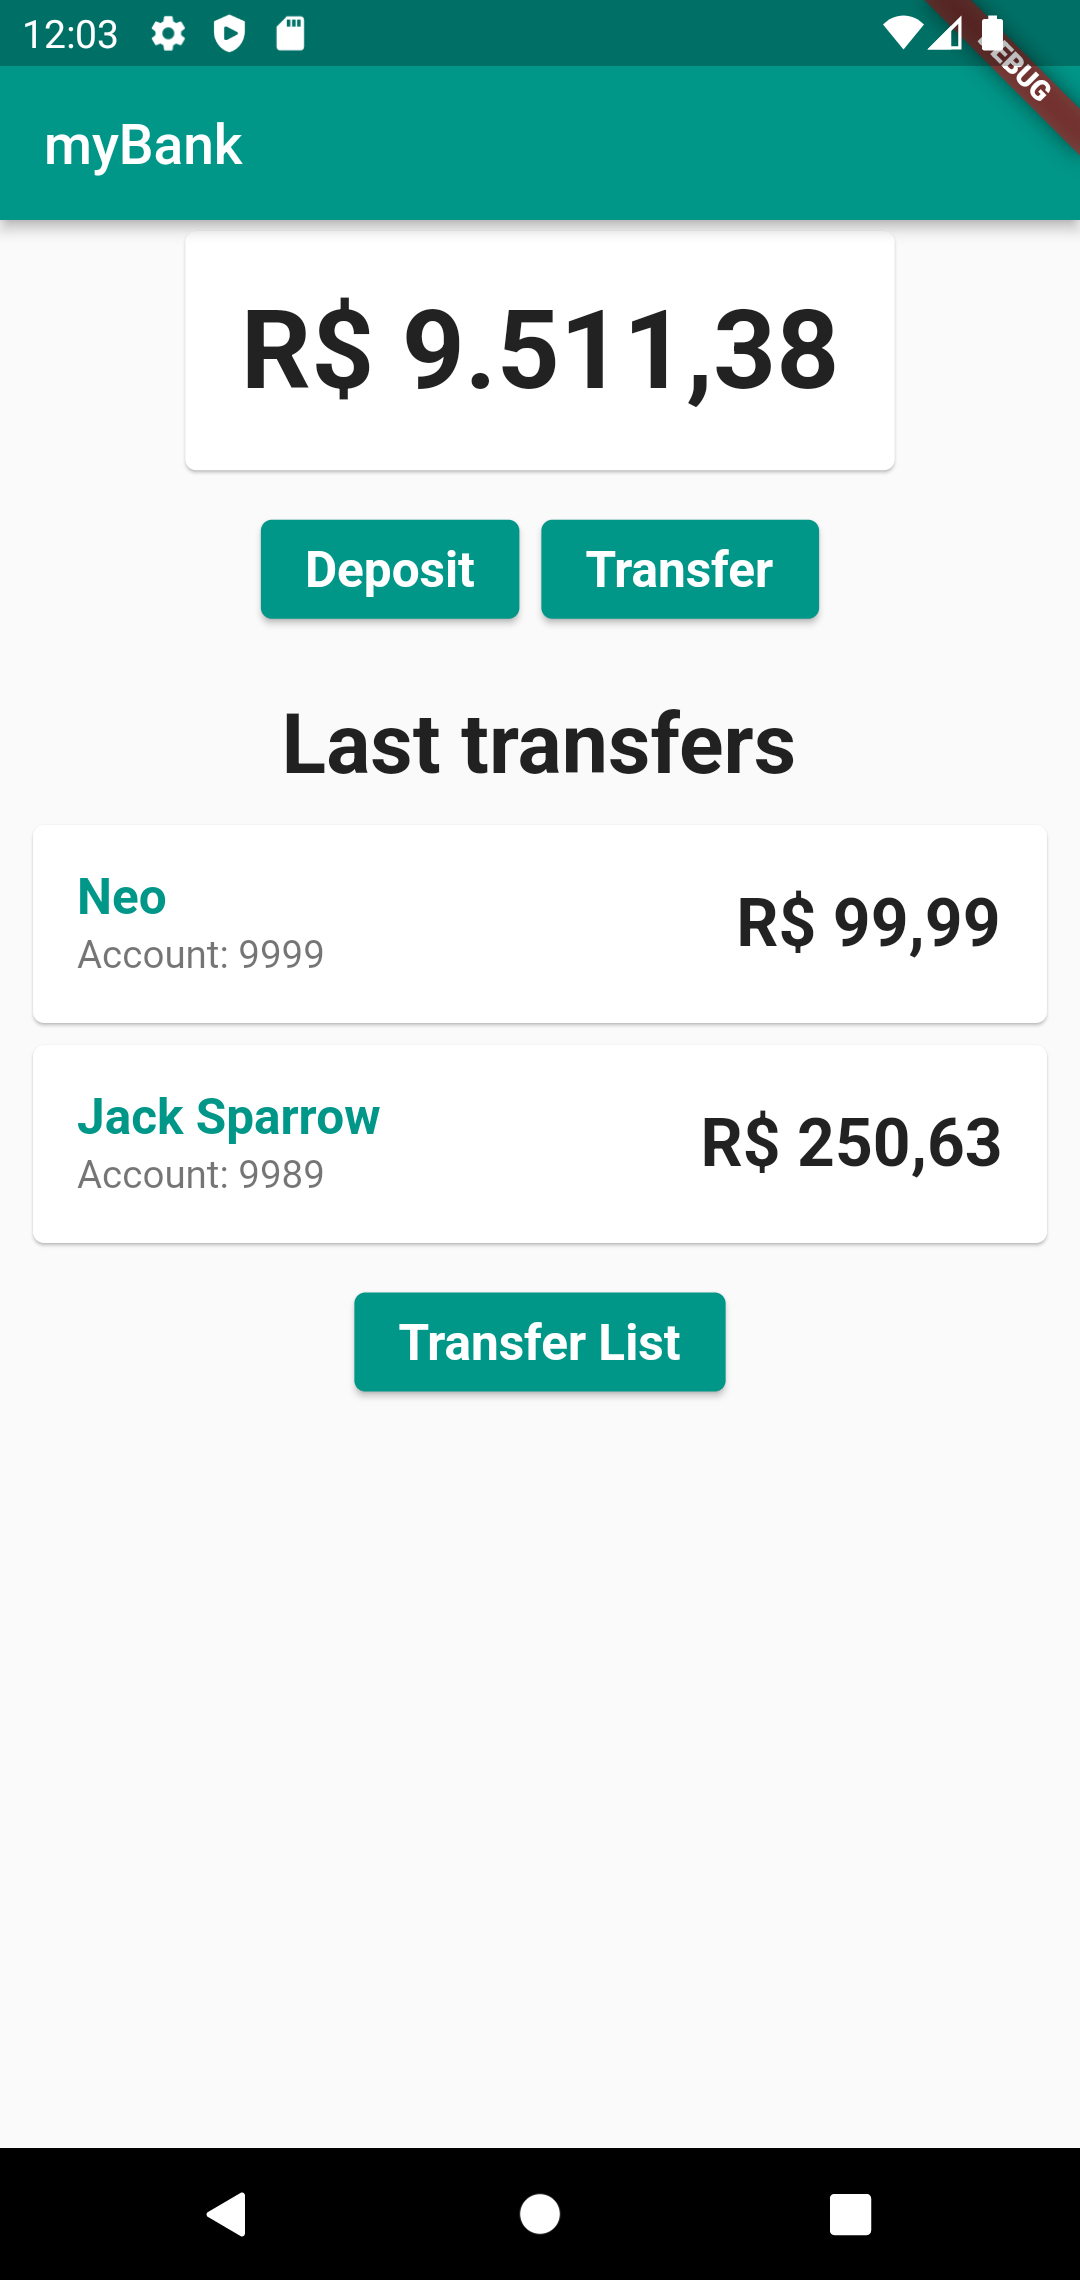 12:03
DEBUG
myBank
R$ 9.511,38
Deposit Transfer
Last transfers
Neo
Account: 9999
R$ 99,99
Jack Sparrow
Account: 9989
R$ 250,63
Transfer List